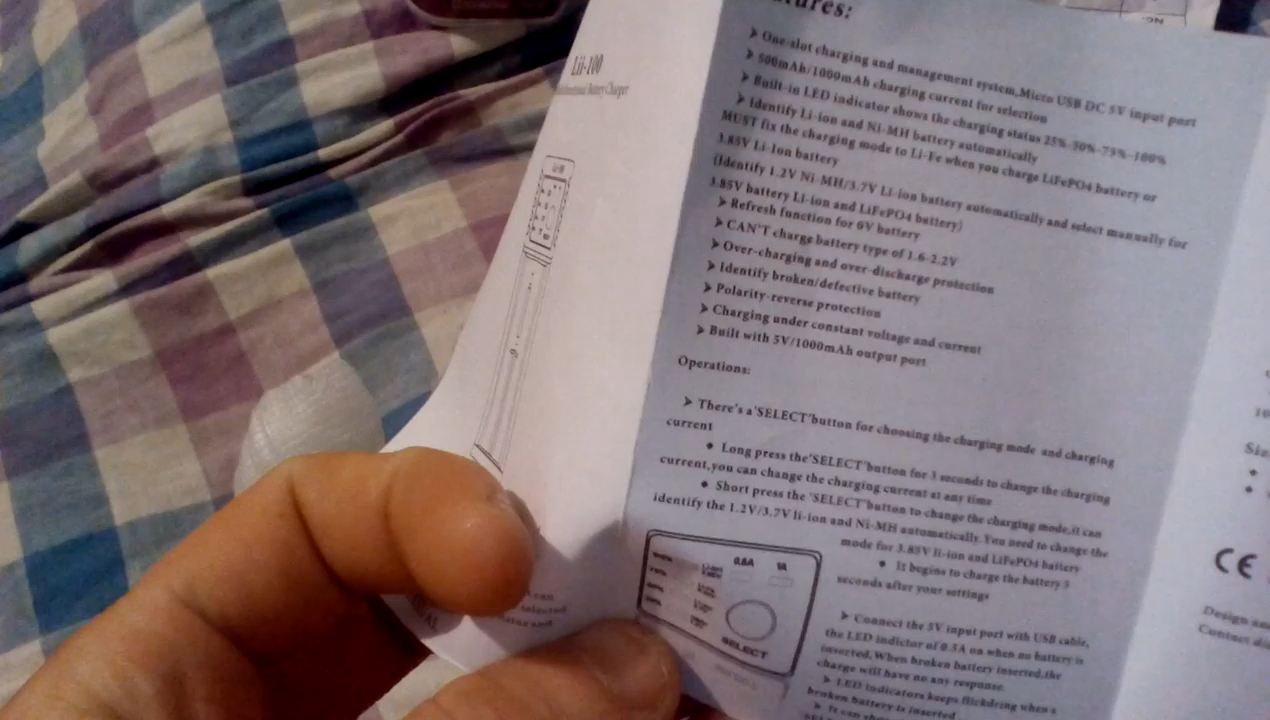 Lii-100
Battery Charger
Lii-100
➤ One-slot charging and management system,Micro USB DC 5V input port
➤ 500mAh/1000mAh charging current for selection
➤ Built-in LED indicator shows the charging status 25%-50%-75%-100%
➤ Identify Li-ion and Ni-MH battery automatically
MUST fix the charging mode to Li-Fe when you charge LiFePO4 battery or
3.85V Li-Ion battery
(Identify 1.2V Ni-MH/3.7V Li-ion battery automatically and select manually for
3.85V battery Li-ion and LiFePO4 battery)
➤ Refresh function for 0V battery
➤ CAN'T charge battery type of 1.6-2.2V
➤ Over-charging and over-discharge protection
➤ Identify broken/defective battery
➤ Polarity-reverse protection
➤ Charging under constant voltage and current
➤ Built with 5V/1000mAh output port
Operations:
➤ There's a'SELECT'button for choosing the charging mode and charging
current
◆ Long press the'SELECT'button for 3 seconds to change the charging
current,you can change the charging current at any time
◆ Short press the 'SELECT'button to change the charging mode,it can
identify the 1.2V/3.7V li-ion and Ni-MH automatically.You need to change the
mode for 3.85V li-ion and LiFePO4 battery
◆ It begins to charge the battery 3
seconds after your settings
0.5A 1A
SELECT
➤ Connect the 5V input port with USB cable,
the LED indictor of 0.5A on when no battery is
inserted.When broken battery inserted,the
charge will have no any response
➤ LED indicators keeps flickdring when a
broken battery is inserted
➤ It can
CE
Design
Contact